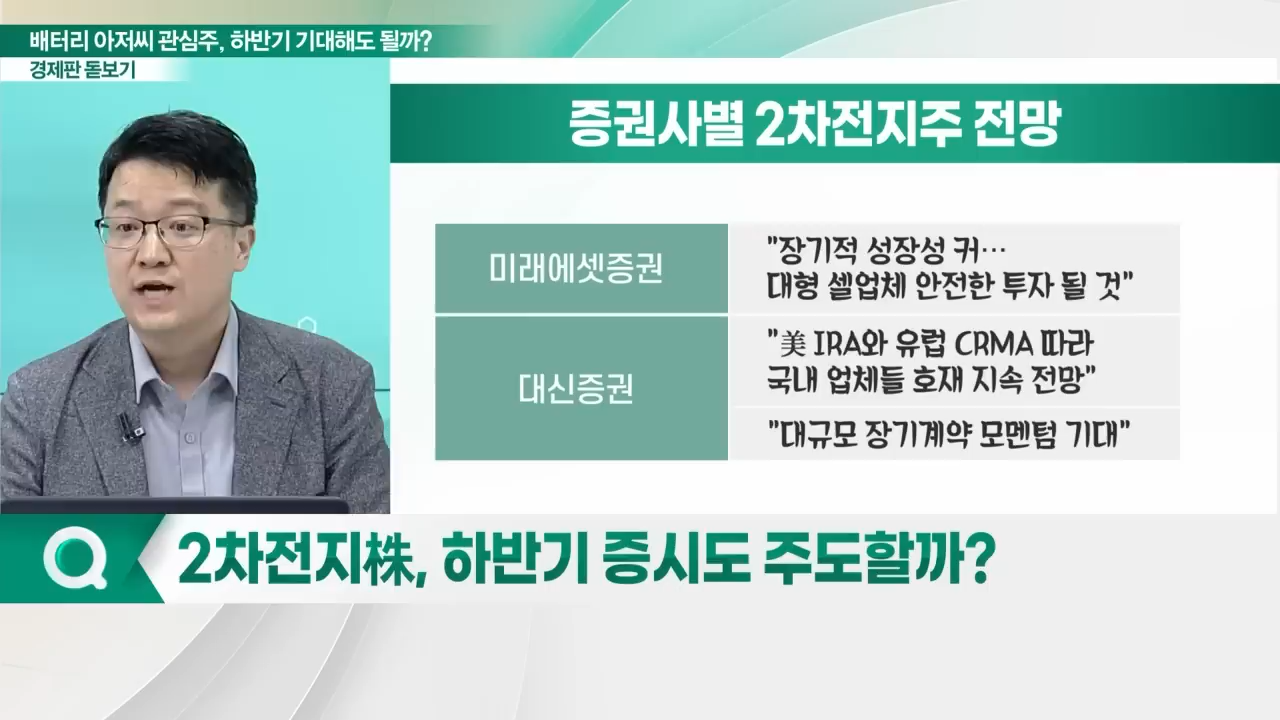 배터리 아저씨 관심주, 하반기 기대해도 될까?
경제판 돋보기
증권사별 2차전지주 전망
미래에셋증권
"장기적 성장성 커…
대형 셀업체 안전한 투자 될 것"
대신증권
"美 IRA와 유럽 CRMA 따라
국내 업체들 호재 지속 전망"
"대규모 장기계약 모멘텀 기대"
2차전지株, 하반기 증시도 주도할까?